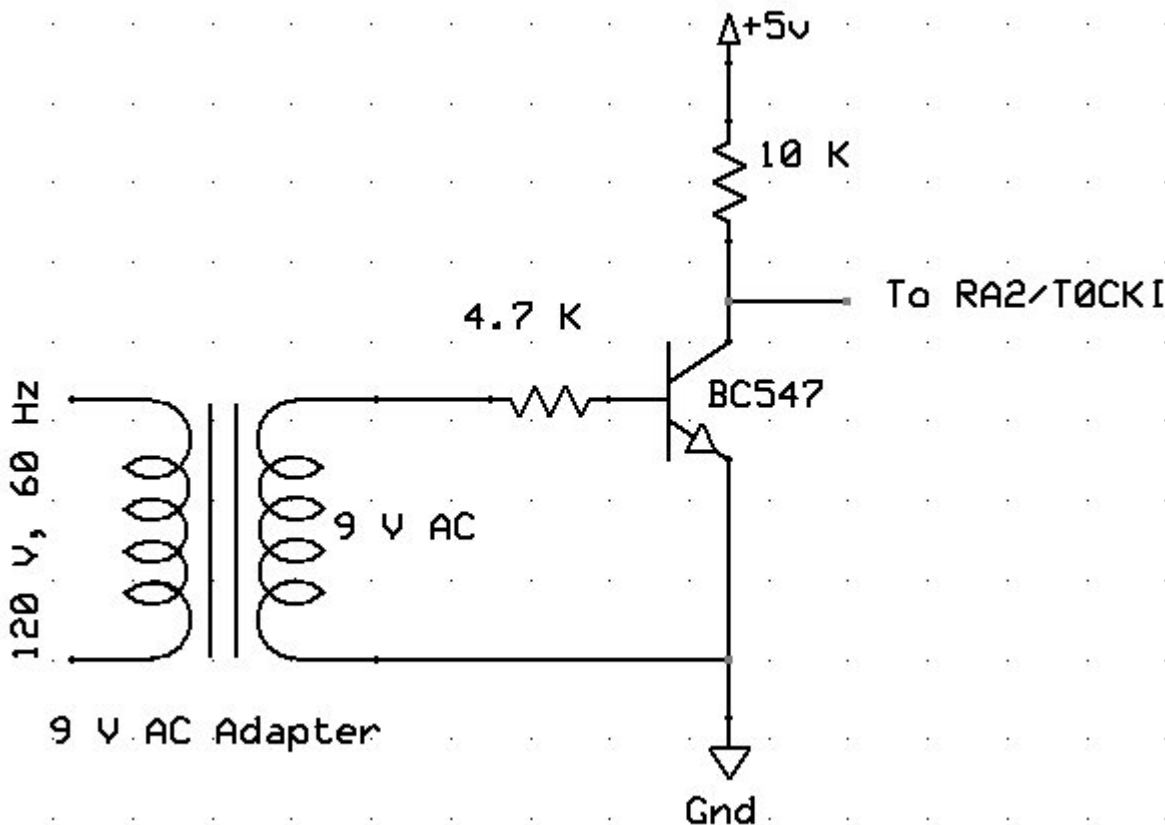 +5v
10 K
To RA2/T0CKI
4.7 K
BC547
120 V, 60 Hz
9 V AC
9 V AC Adapter
Gnd